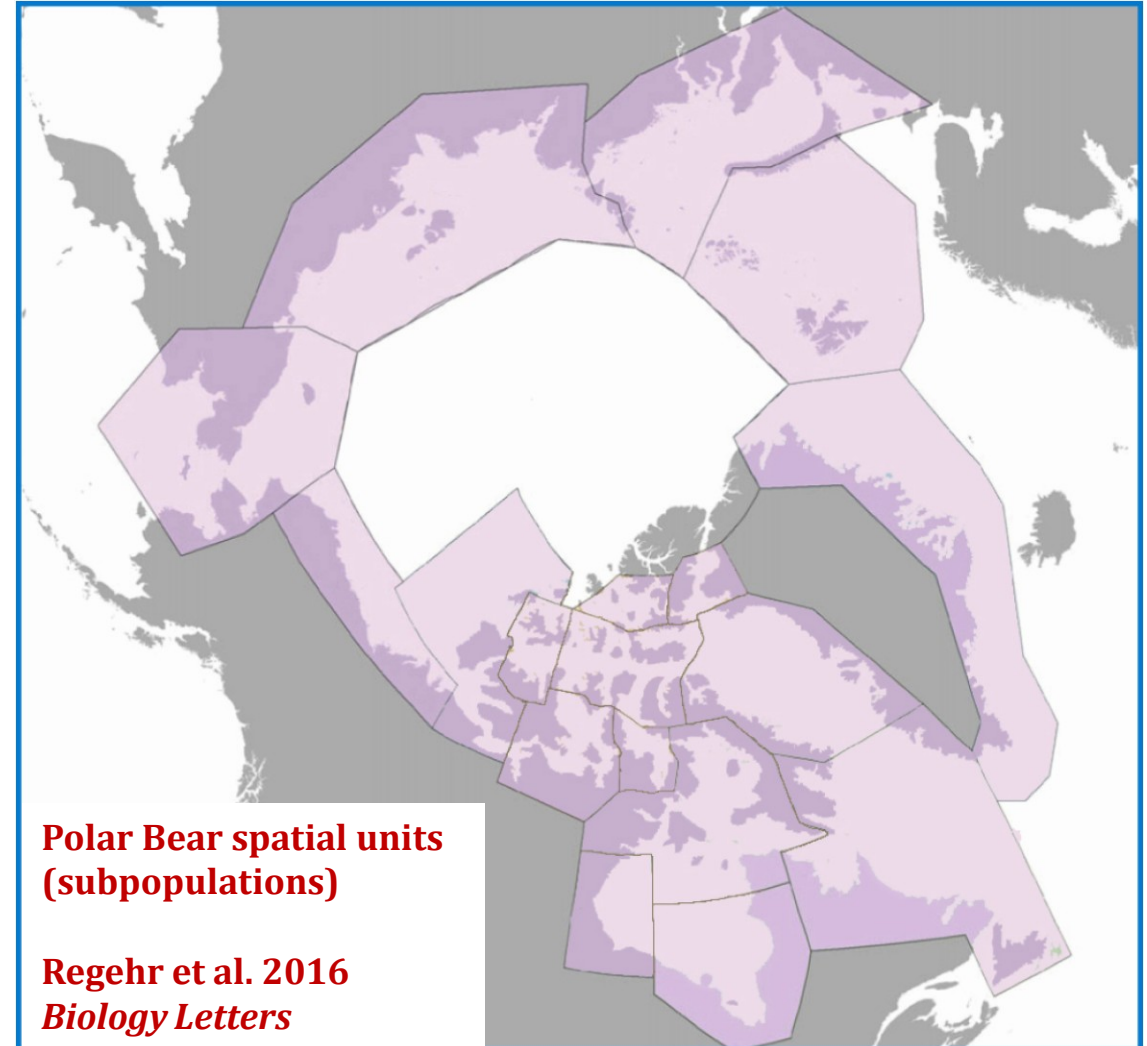 Polar Bear spatial units
(subpopulations)
Regehr et al. 2016
Biology Letters